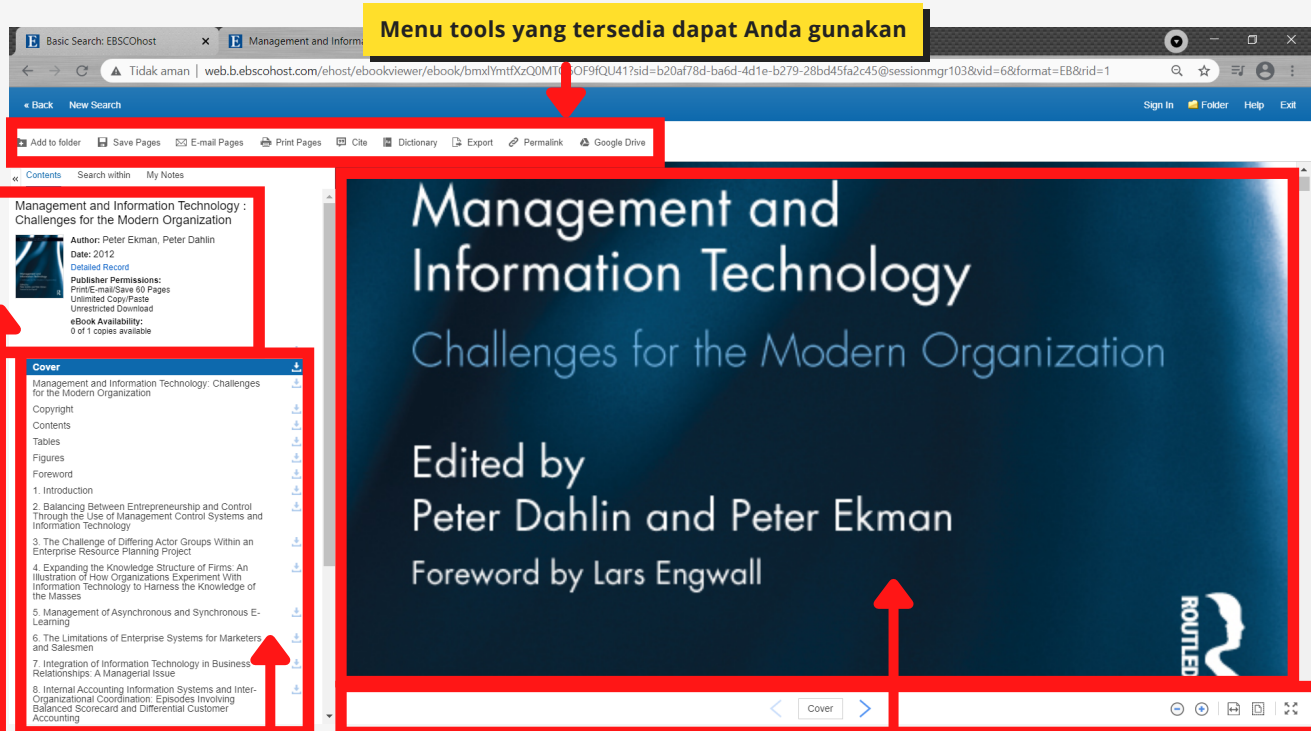 Menu tools yang tersedia dapat Anda gunakan
Basic Search: EBSCOhost
Management and Inform
Tidak aman | web.b.ebscohost.com/ehost/ebookviewer/ebook/bmxlYmtfXzQ0MTC OF9fQU41?sid=b20af78d-ba6d-4d1e-b279-28bd45fa2c45@sessionmgr103&vid=6&format=EB&rid=1
« Back New Search
Sign In Folder Help Exit
Add to folder Save Pages E-mail Pages Print Pages Cite Dictionary Export Permalink Google Drive
« Contents Search within My Notes
Management and Information Technology :
Challenges for the Modern Organization
Author: Peter Ekman, Peter Dahlin
Date: 2012
Detailed Record
Publisher Permissions:
Print/E-mail/Save 60 Pages
Unlimited Copy/Paste
Unrestricted Download
eBook Availability:
0 of 1 copies available
Cover
Management and Information Technology: Challenges
for the Modern Organization
Copyright
Contents
Tables
Figures
Foreword
1. Introduction
2. Balancing Between Entrepreneurship and Control
Through the Use of Management Control Systems and
Information Technology
3. The Challenge of Differing Actor Groups Within an
Enterprise Resource Planning Project
4. Expanding the Knowledge Structure of Firms: An
Illustration of How Organizations Experiment With
Information Technology to Harness the Knowledge of
the Masses
5. Management of Asynchronous and Synchronous E-
Learning
6. The Limitations of Enterprise Systems for Marketers
and Salesmen
7. Integration of Information Technology in Business
Relationships: A Managerial Issue
8. Internal Accounting Information Systems and Inter-
Organizational Coordination: Episodes Involving
Balanced Scorecard and Differential Customer
Accounting
Management and
Information Technology
Challenges for the Modern Organization
Edited by
Peter Dahlin and Peter Ekman
Foreword by Lars Engwall
ROUTLED
Cover